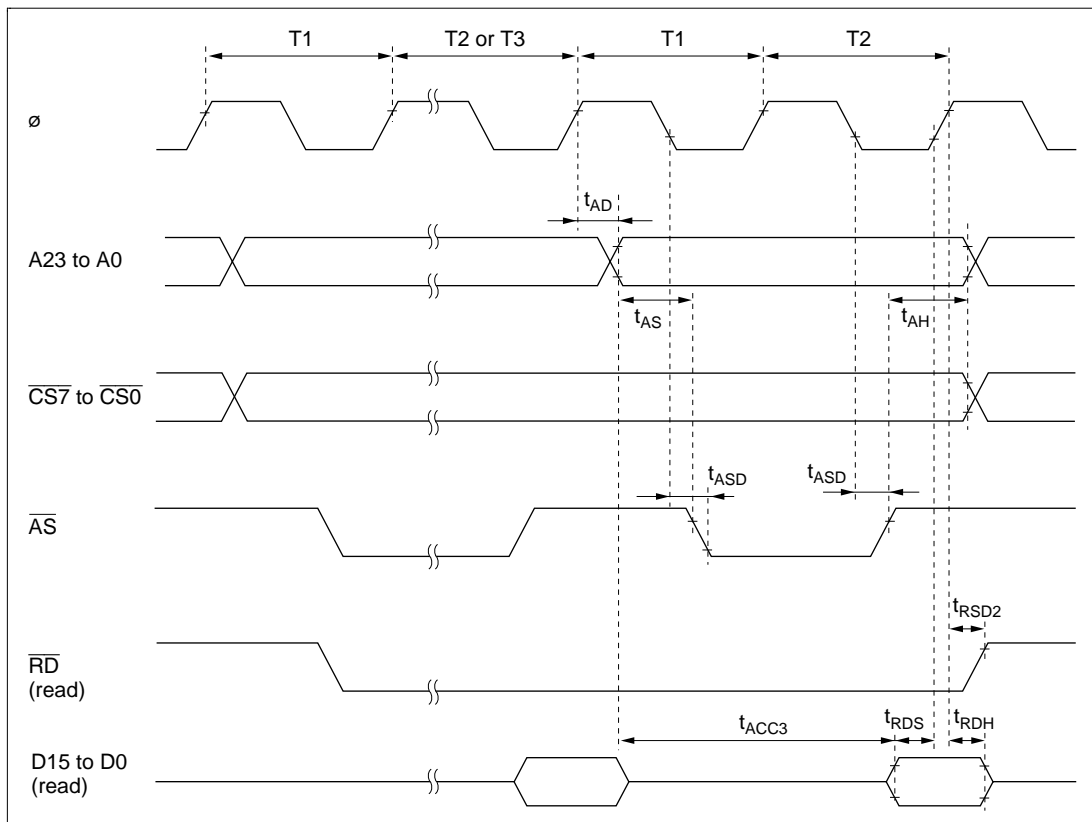 T1 T2 or T3 T1 T2
ø
tAD
A23 to A0
tAS tAH
CS7 to CS0
tASD tASD
AS
tRSD2
RD
(read)
tACC3 tRDS tRDH
D15 to D0
(read)